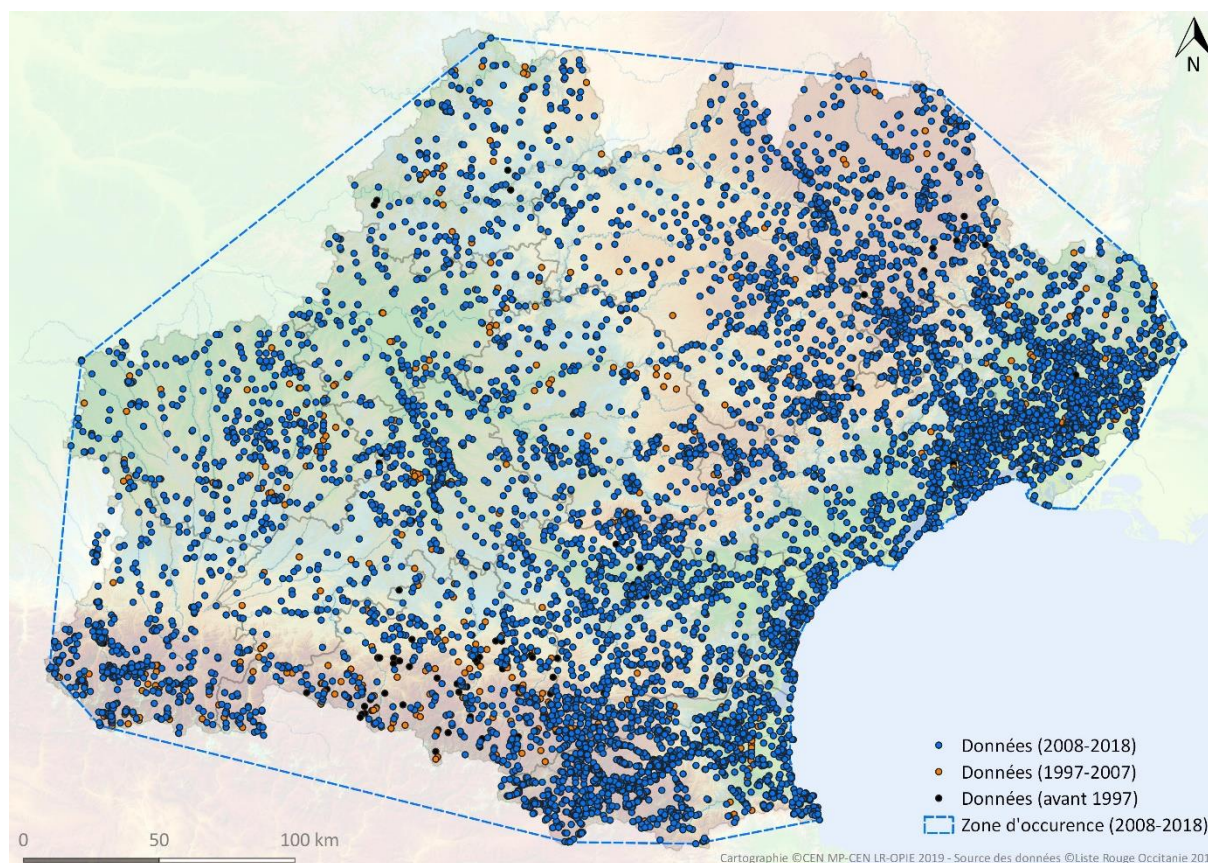 N
Données (2008-2018)
Données (1997-2007)
Données (avant 1997)
Zone d'occurence (2008-2018)
0 50 100 km
Cartographie ©CEN MP-CEN LR-OPIE 2019 - Source des données ©Liste Rouge Occitanie 201